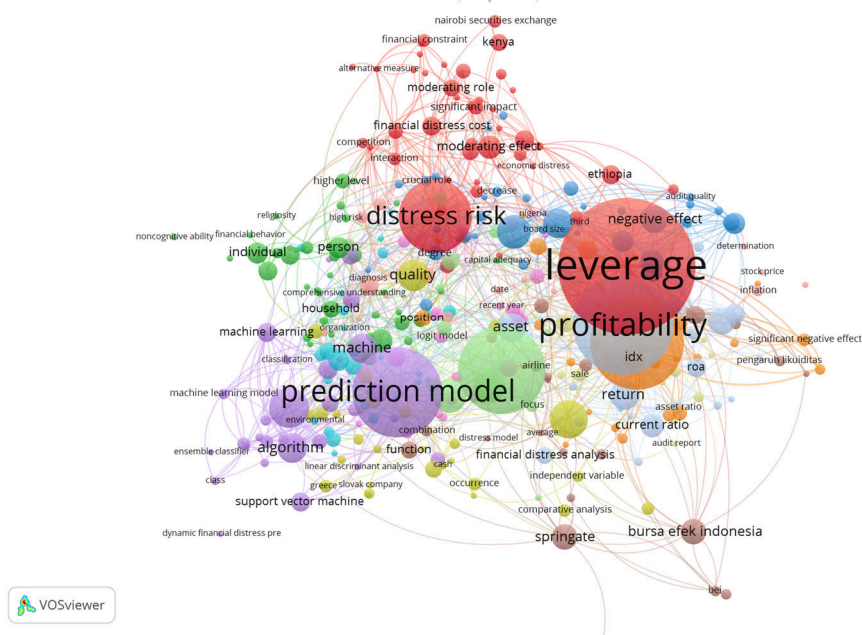 nairobi securities exchange
financial constraint
kenya
alternative measure
moderating role
significant impact
financial distress cost
competition
moderating effect
interaction
economic distress
ethiopia
higher level
crucial role
decrease
audit quality
religiosity
high risk
distress risk
nigeria
third
negative effect
board size
noncognitive ability
financial behavior
individual
person
degree
capital adequacy
determination
leverage
diagnosis
quality
stock price
comprehensive understanding
date
inflation
household
recent year
position
machine learning
organization
logit model
asset
profitability
significant negative effect
machine
classification
airline
idx
roa
pengaruh likuiditas
sale
machine learning model
prediction model
return
focus
asset ratio
environmental
combination
average
current ratio
ensemble classifier
algorithm
function
distress model
audit report
linear discriminant analysis
cash
financial distress analysis
class
greece
slovak company
occurrence
independent variable
support vector machine
comparative analysis
dynamic financial distress pre
springate
bursa efek indonesia
bei
VOSviewer